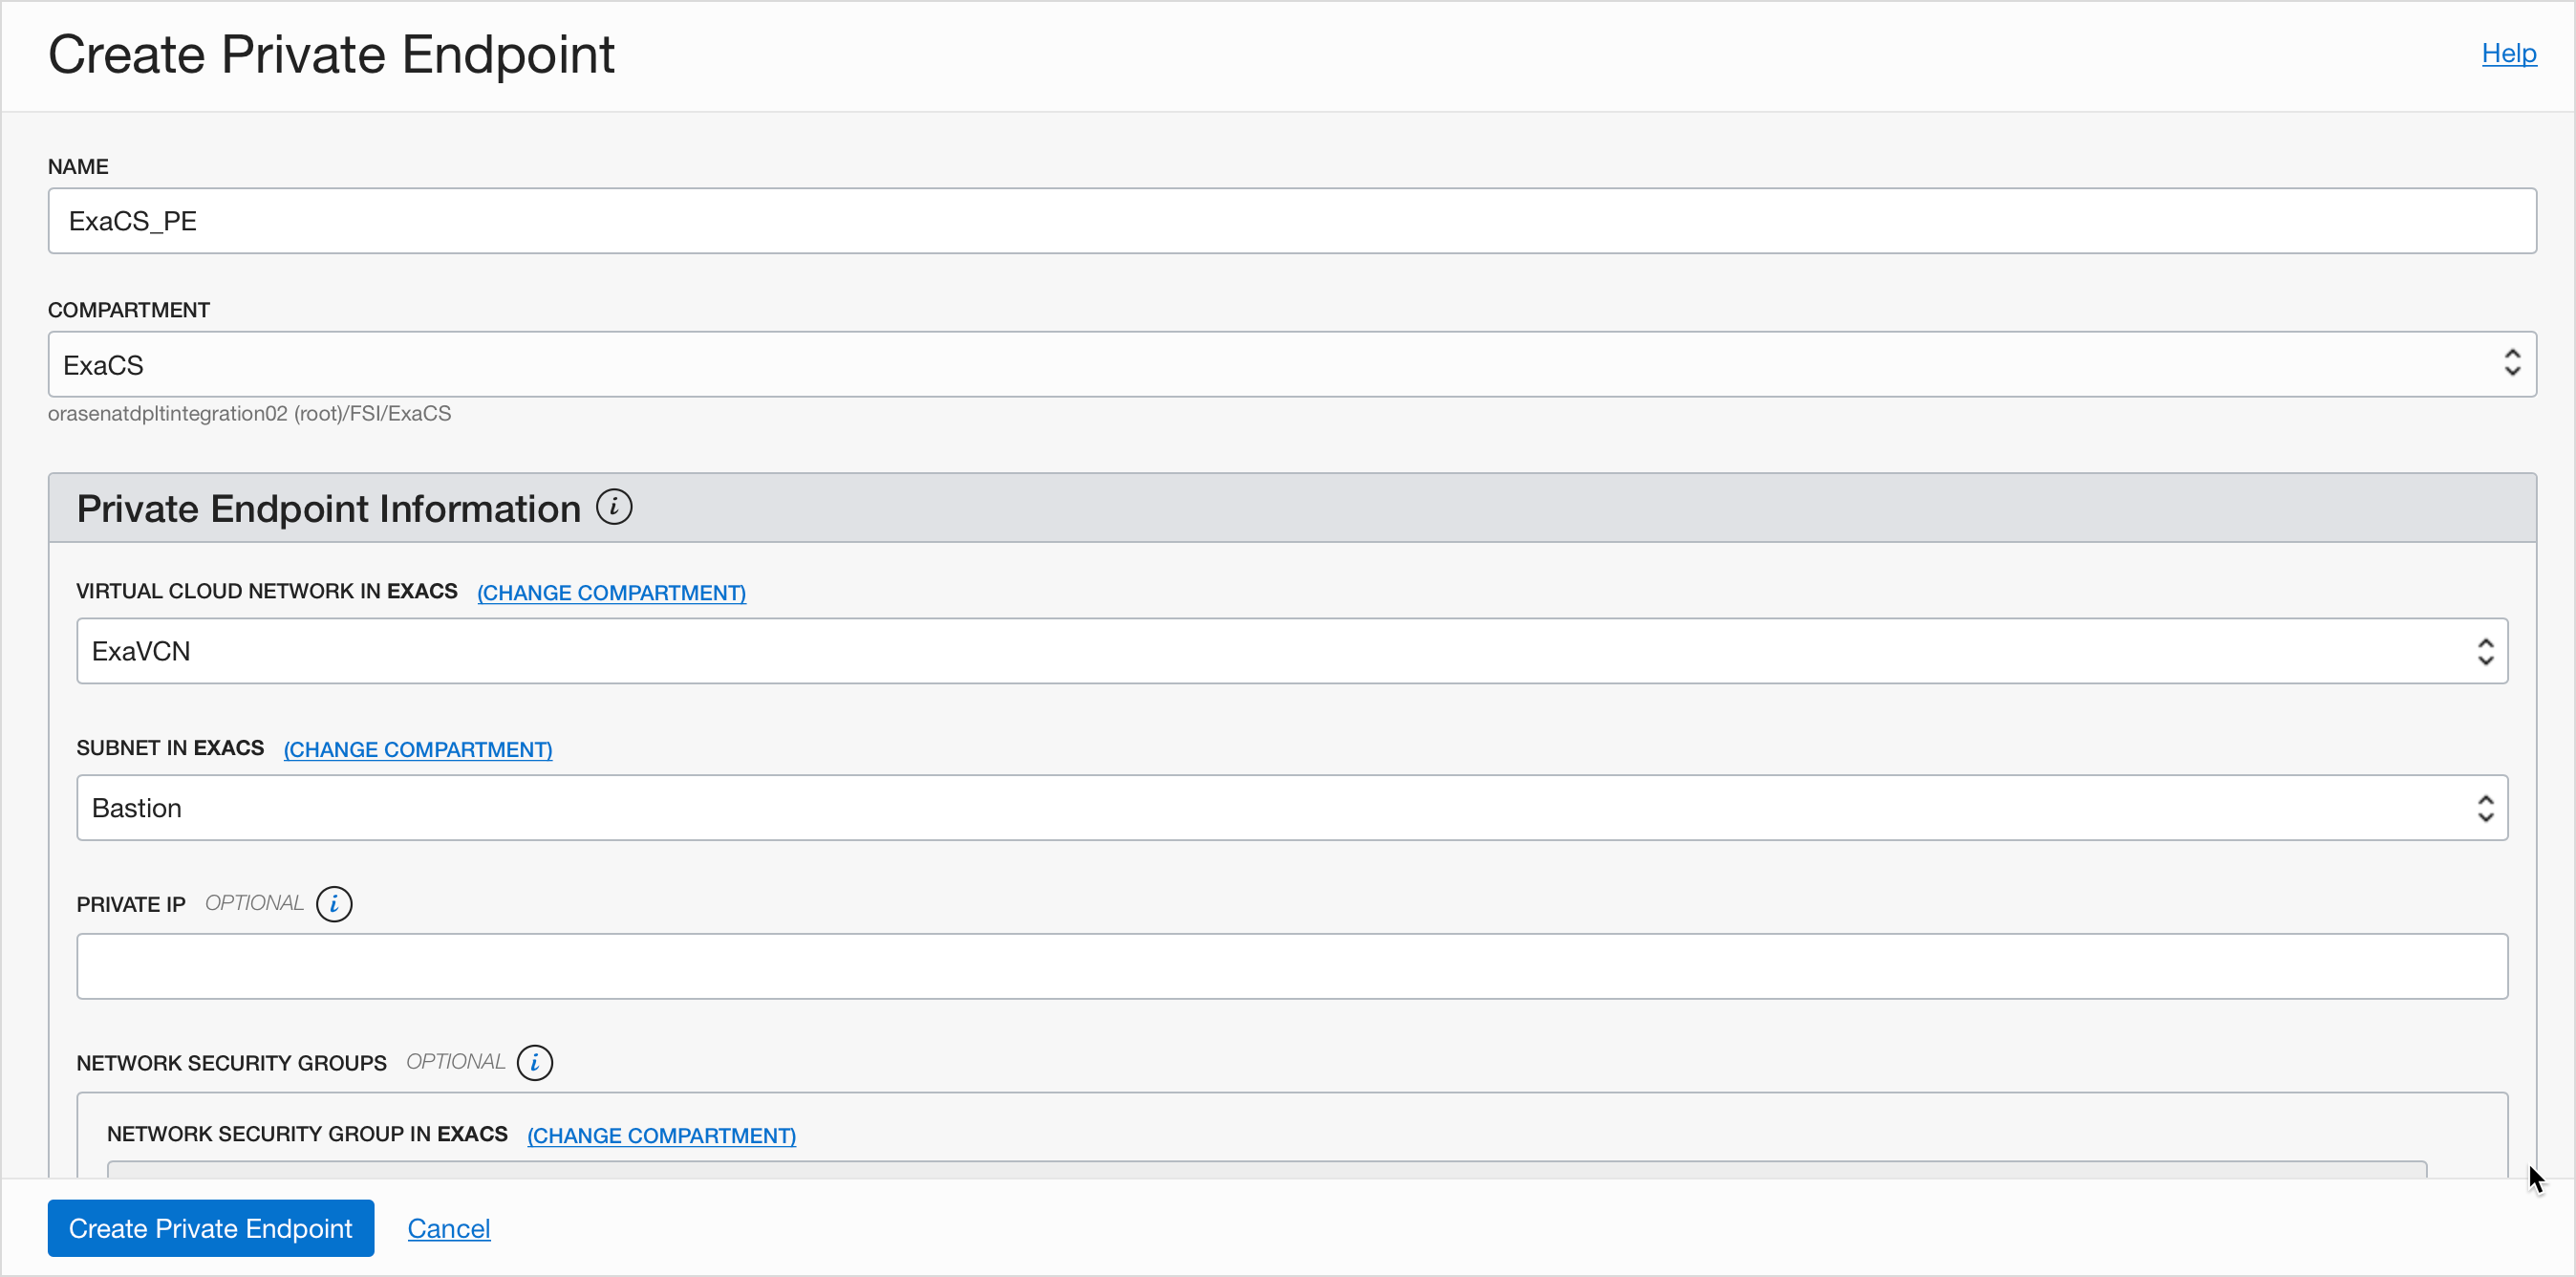 Create Private Endpoint
Help
NAME
ExaCS_PE
COMPARTMENT
ExaCS
orasenatdpltintegration02 (root)/FSI/ExaCS
Private Endpoint Information i
VIRTUAL CLOUD NETWORK IN EXACS (CHANGE COMPARTMENT)
ExaVCN
SUBNET IN EXACS (CHANGE COMPARTMENT)
Bastion
PRIVATE IP OPTIONAL i
NETWORK SECURITY GROUPS OPTIONAL i
NETWORK SECURITY GROUP IN EXACS (CHANGE COMPARTMENT)
Create Private Endpoint Cancel